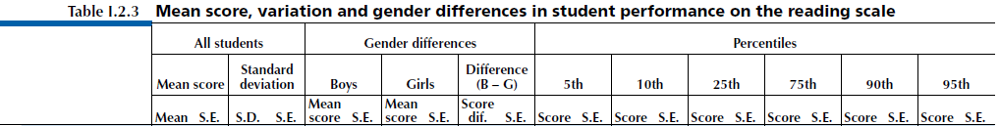 Table I.2.3 Mean score, variation and gender differences in student performance on the reading scale
All students Gender differences Percentiles
Mean score Standard deviation Boys Girls Difference (B – G) 5th 10th 25th 75th 90th 95th
Mean S.E. S.D. S.E. Mean score S.E. Mean score S.E. Score dif. S.E. Score S.E. Score S.E. Score S.E. Score S.E. Score S.E. Score S.E.